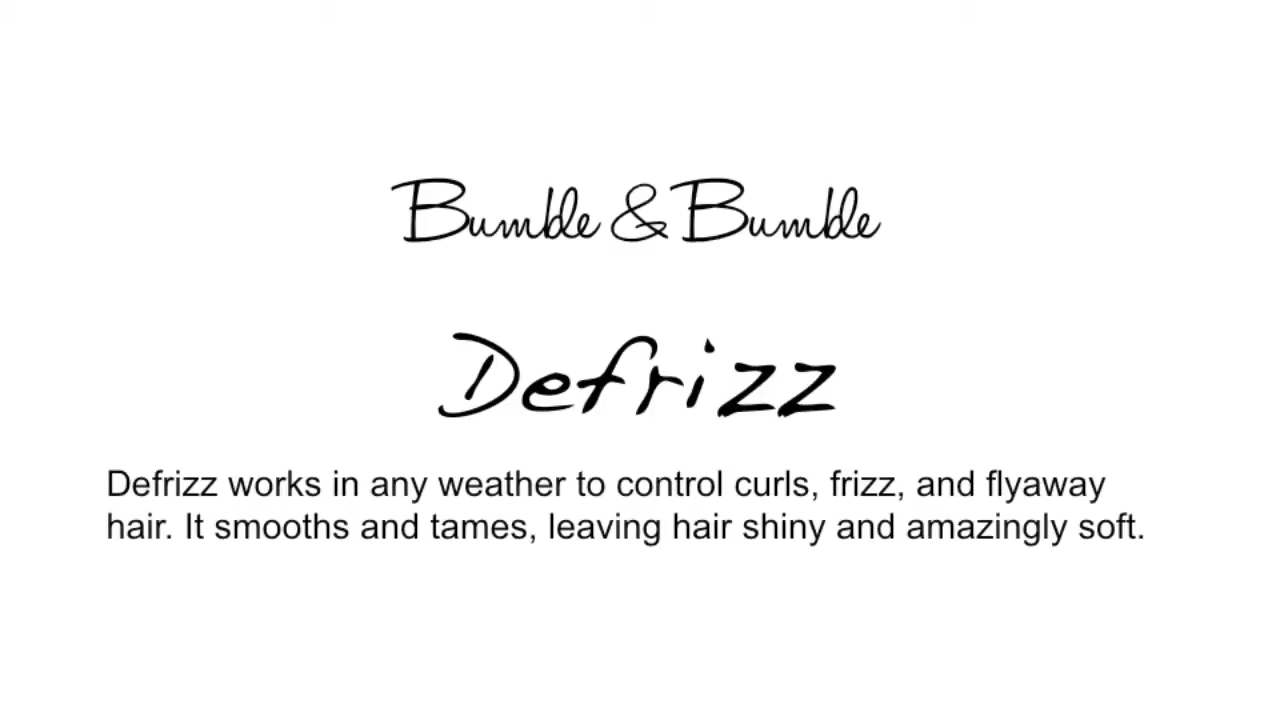 Bumble & Bumble
Defrizz
Defrizz works in any weather to control curls, frizz, and flyaway
hair. It smooths and tames, leaving hair shiny and amazingly soft.